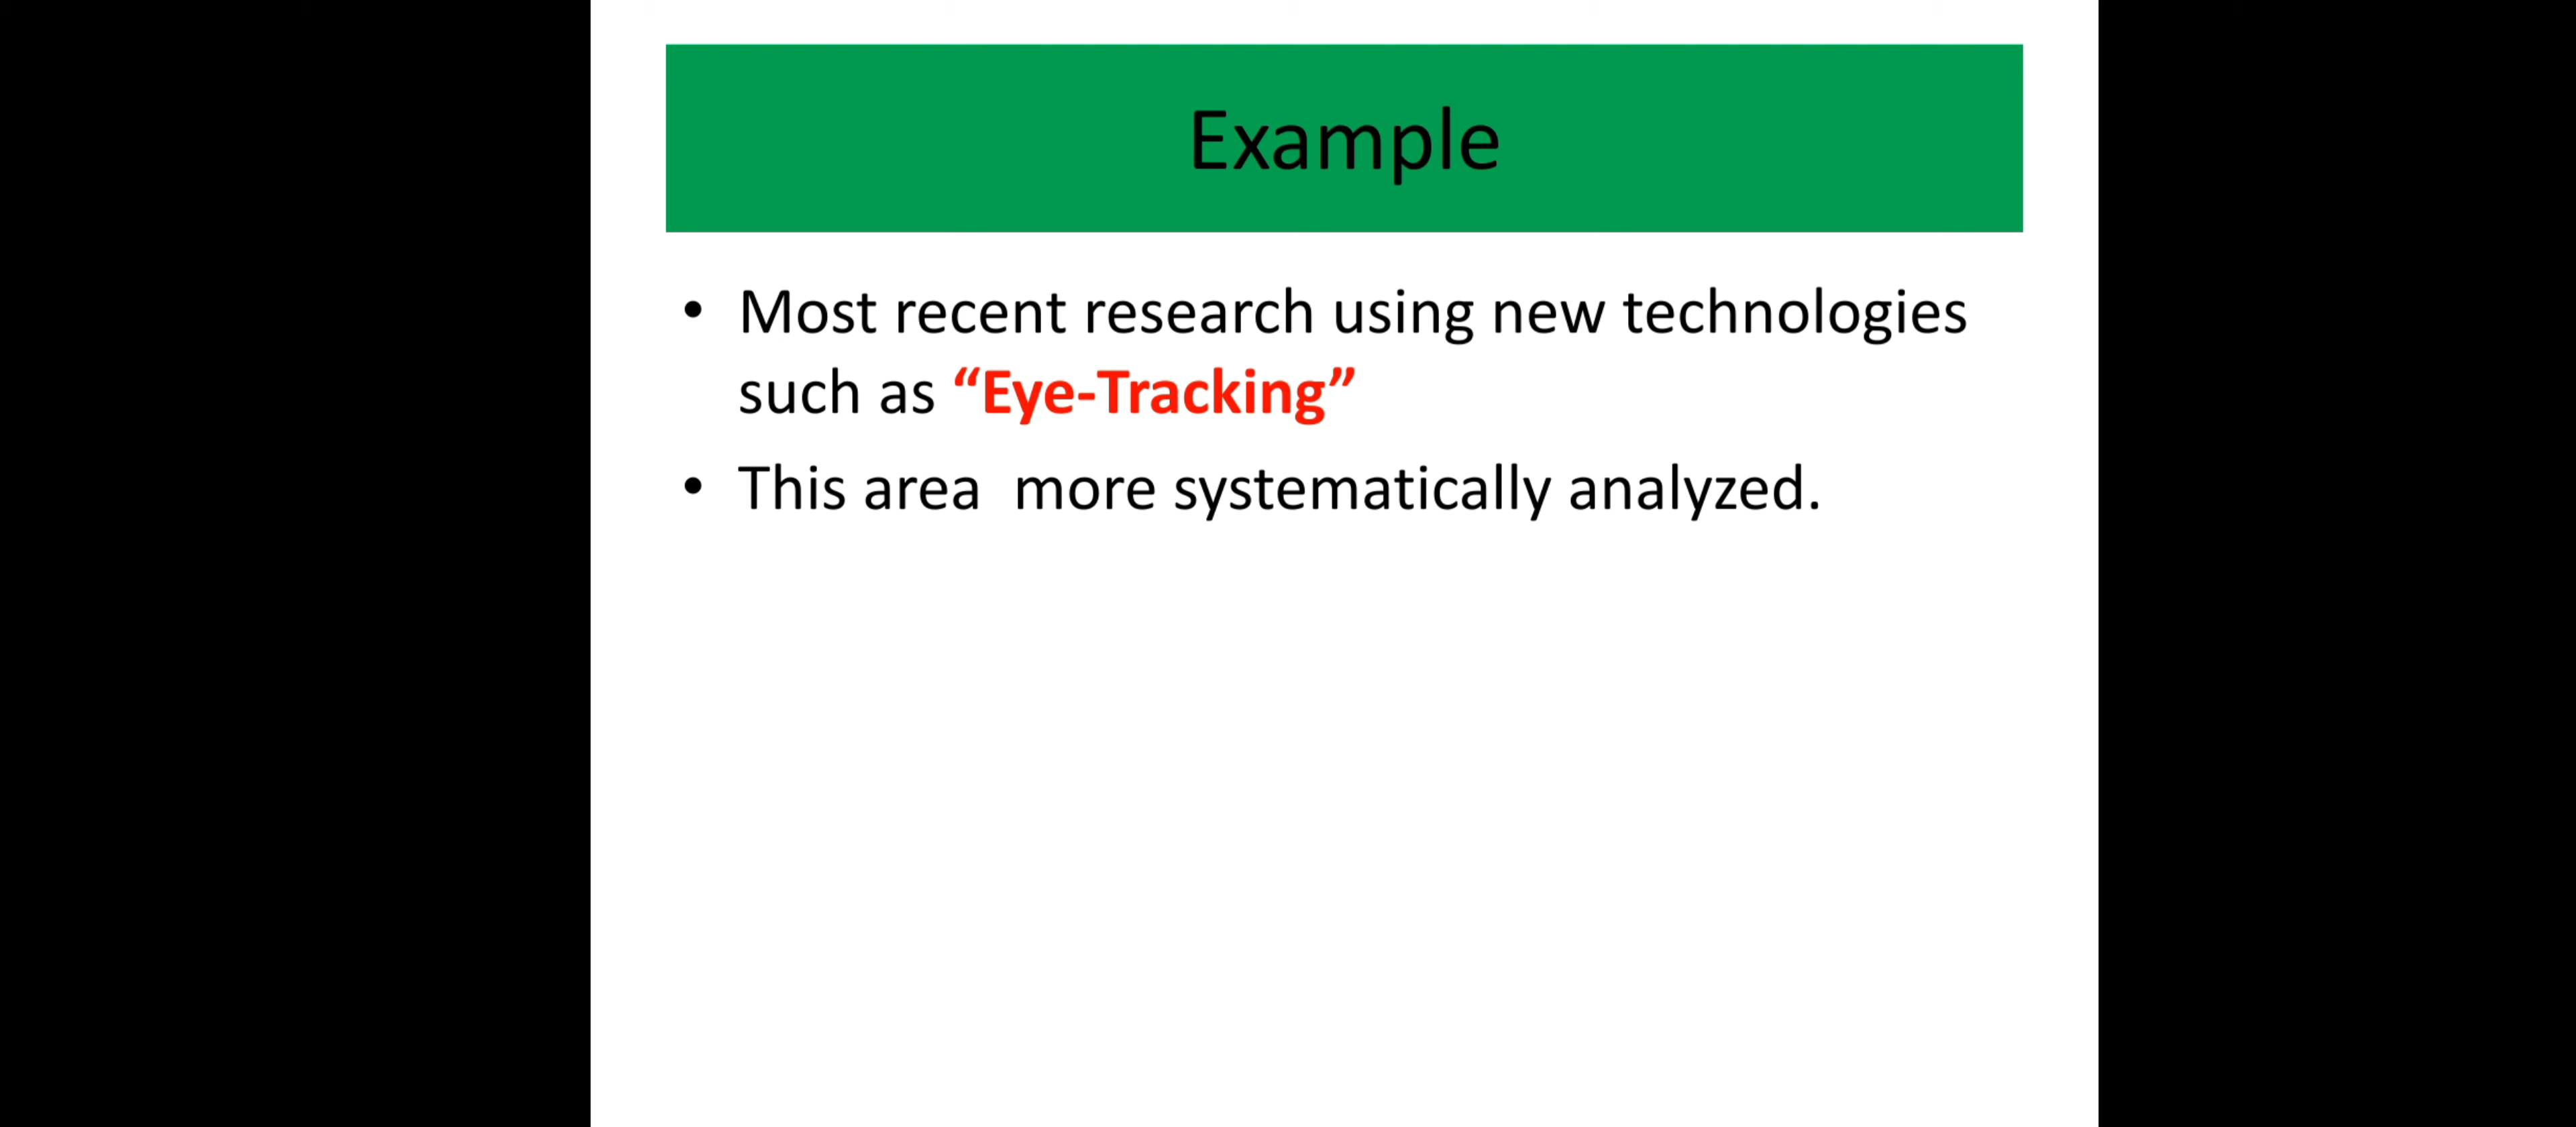 Example
• Most recent research using new technologies
such as “Eye-Tracking”
• This area  more systematically analyzed.